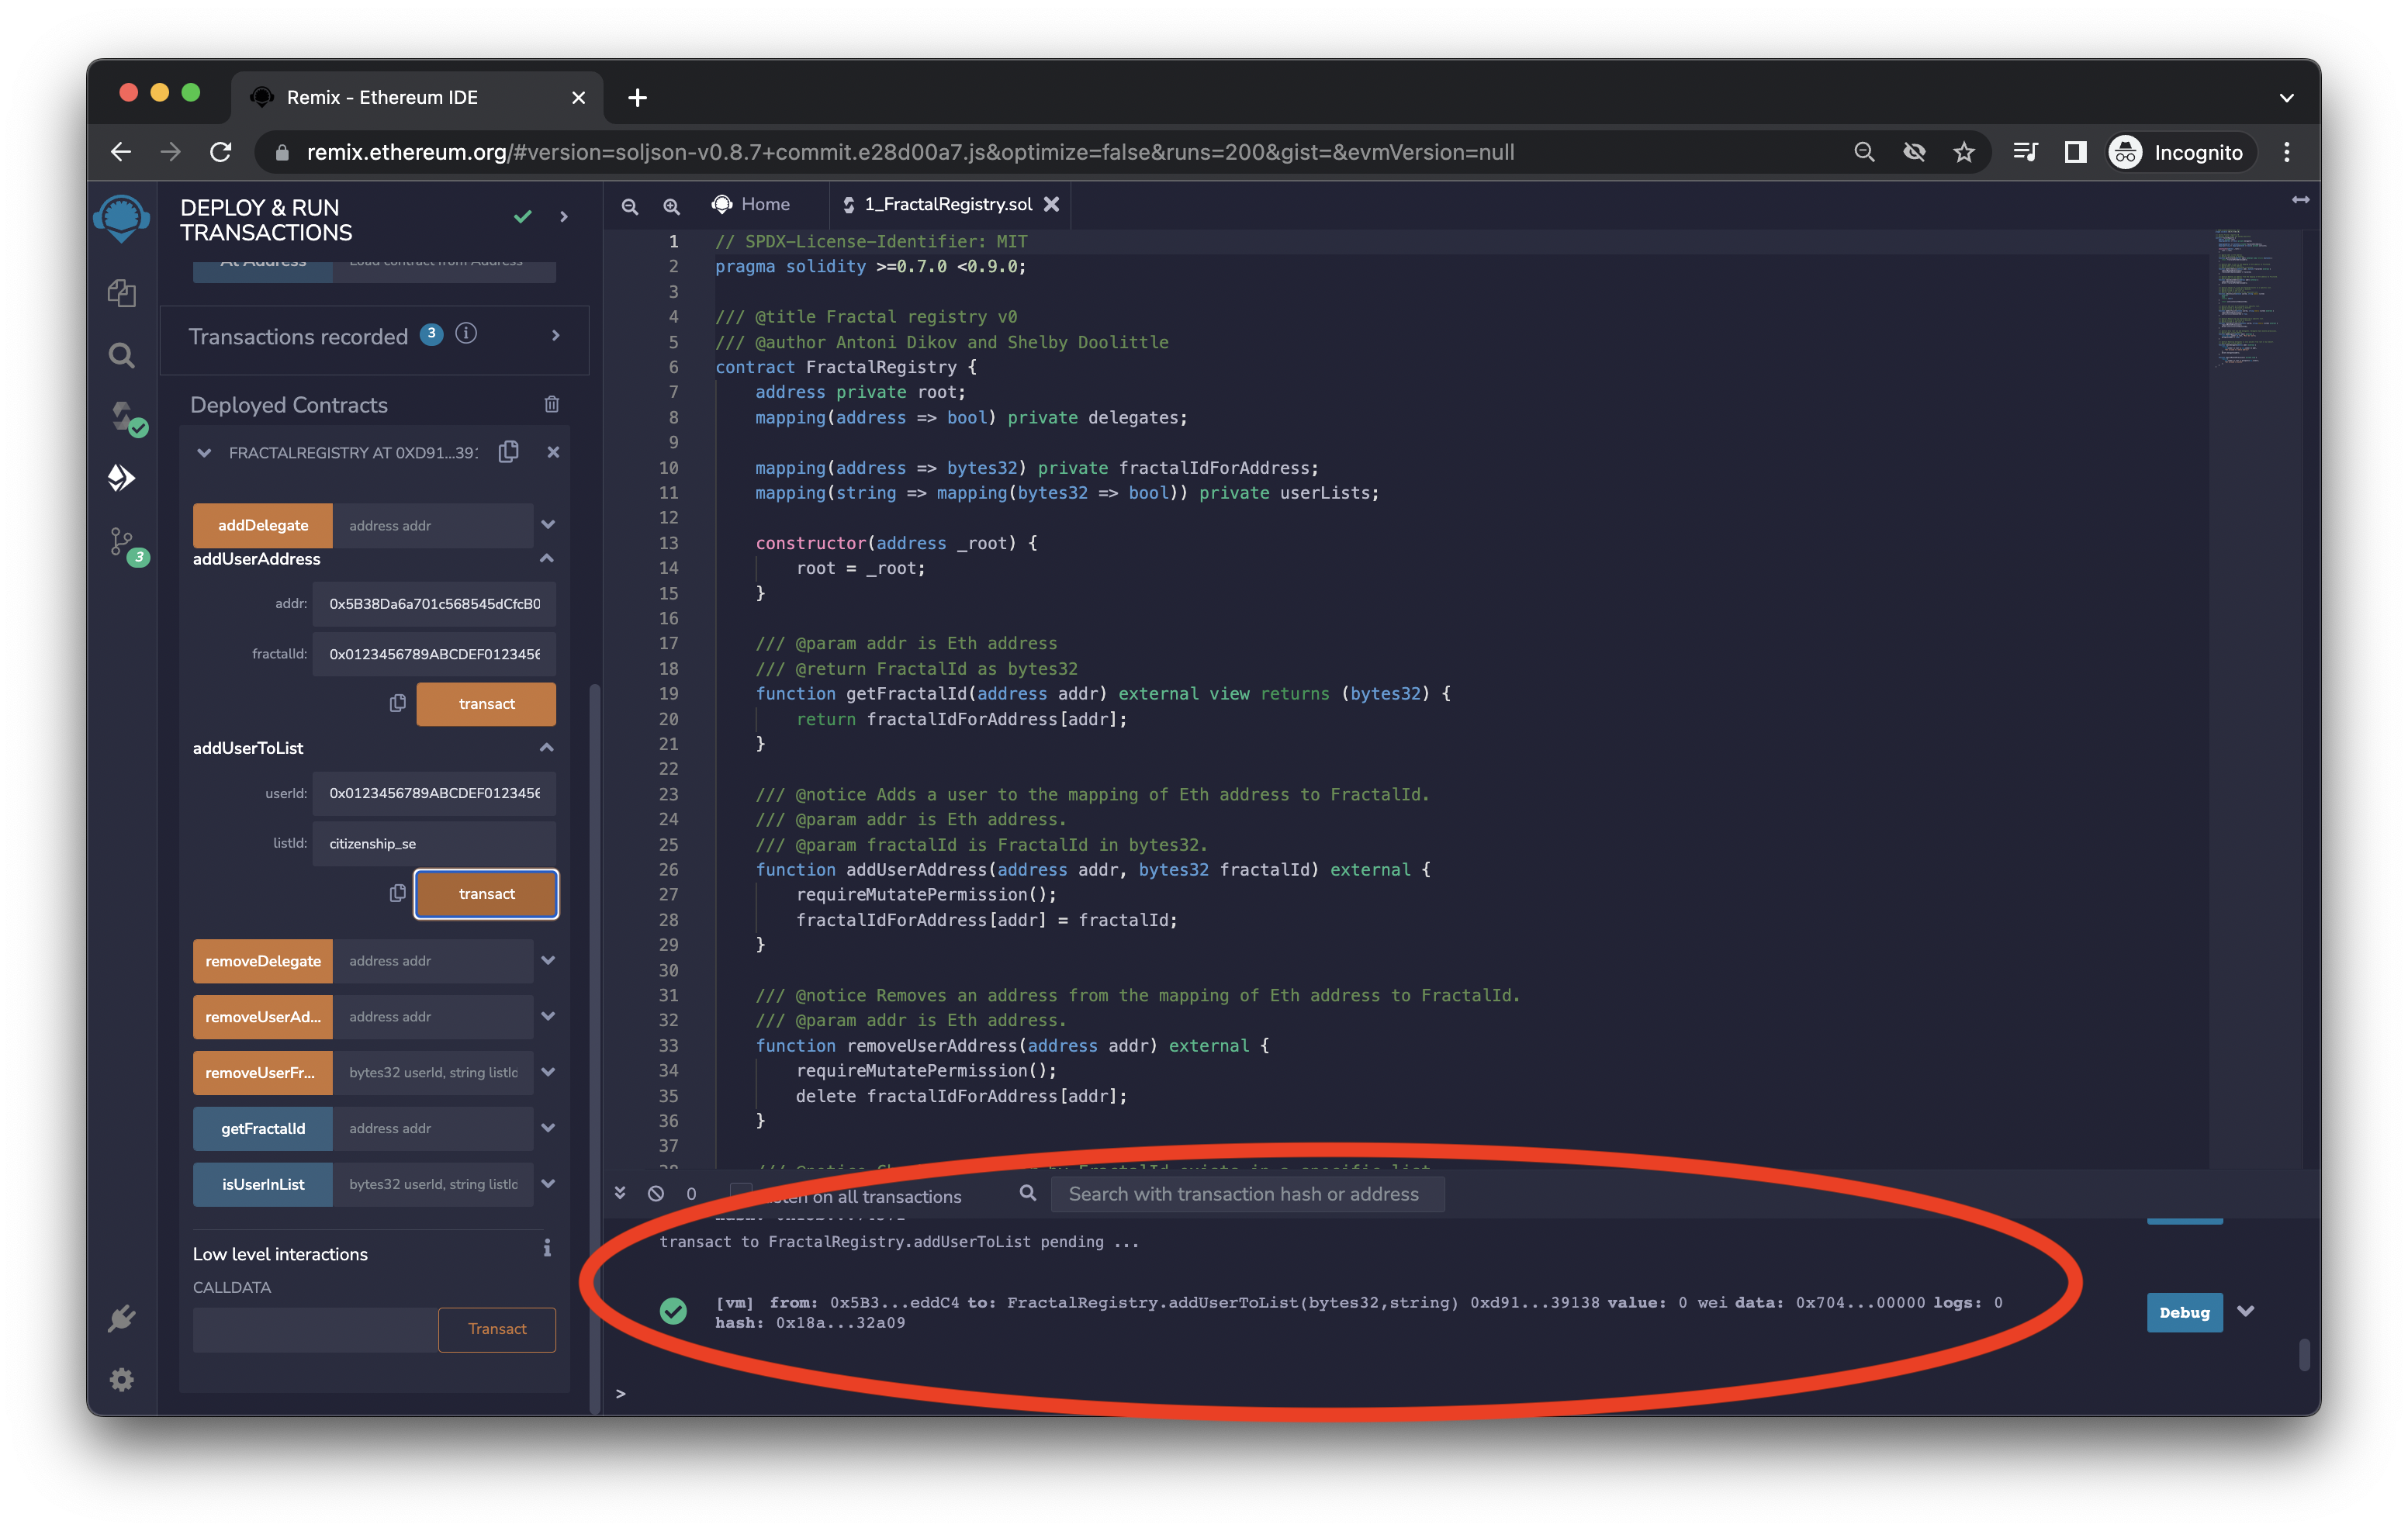 Remix - Ethereum IDE
remix.ethereum.org/#version=soljson-v0.8.7+commit.e28d00a7.js&optimize=false&runs=200&gist=&evmVersion=null
Incognito
DEPLOY & RUN
TRANSACTIONS
At Address Load contract from Address
Transactions recorded 3
Deployed Contracts
FRACTALREGISTRY AT 0XD91...39
3
addDelegate address addr
addUserAddress
addr: 0x5B38Da6a701c568545dCfcB0
fractalId: 0x0123456789ABCDEF0123456
transact
addUserToList
userId: 0x0123456789ABCDEF0123456
listId: citizenship_se
transact
removeDelegate address addr
removeUserAd... address addr
removeUserFr... bytes32 userId, string listIc
getFractalId address addr
isUserInList bytes32 userId, string listIc
Low level interactions
CALLDATA
Transact
Home 1_FractalRegistry.sol
1 // SPDX-License-Identifier: MIT
2 pragma solidity >=0.7.0 <0.9.0;
3
4 /// @title Fractal registry v0
5 /// @author Antoni Dikov and Shelby Doolittle
6 contract FractalRegistry {
7 address private root;
8 mapping(address => bool) private delegates;
9
10 mapping(address => bytes32) private fractalIdForAddress;
11 mapping(string => mapping(bytes32 => bool)) private userLists;
12
13 constructor(address _root) {
14 root = _root;
15 }
16
17 /// @param addr is Eth address
18 /// @return FractalId as bytes32
19 function getFractalId(address addr) external view returns (bytes32) {
20 return fractalIdForAddress[addr];
21 }
22
23 /// @notice Adds a user to the mapping of Eth address to FractalId.
24 /// @param addr is Eth address.
25 /// @param fractalId is FractalId in bytes32.
26 function addUserAddress(address addr, bytes32 fractalId) external {
27 requireMutatePermission();
28 fractalIdForAddress[addr] = fractalId;
29 }
30
31 /// @notice Removes an address from the mapping of Eth address to FractalId.
32 /// @param addr is Eth address.
33 function removeUserAddress(address addr) external {
34 requireMutatePermission();
35 delete fractalIdForAddress[addr];
36 }
37
0 on all transactions Search with transaction hash or address
transact to FractalRegistry.addUserToList pending ...
[vm] from: 0x5B3...eddC4 to: FractalRegistry.addUserToList(bytes32,string) 0xd91...39138 value: 0 wei data: 0x704...00000 logs: 0
hash: 0x18a...32a09
Debug
>